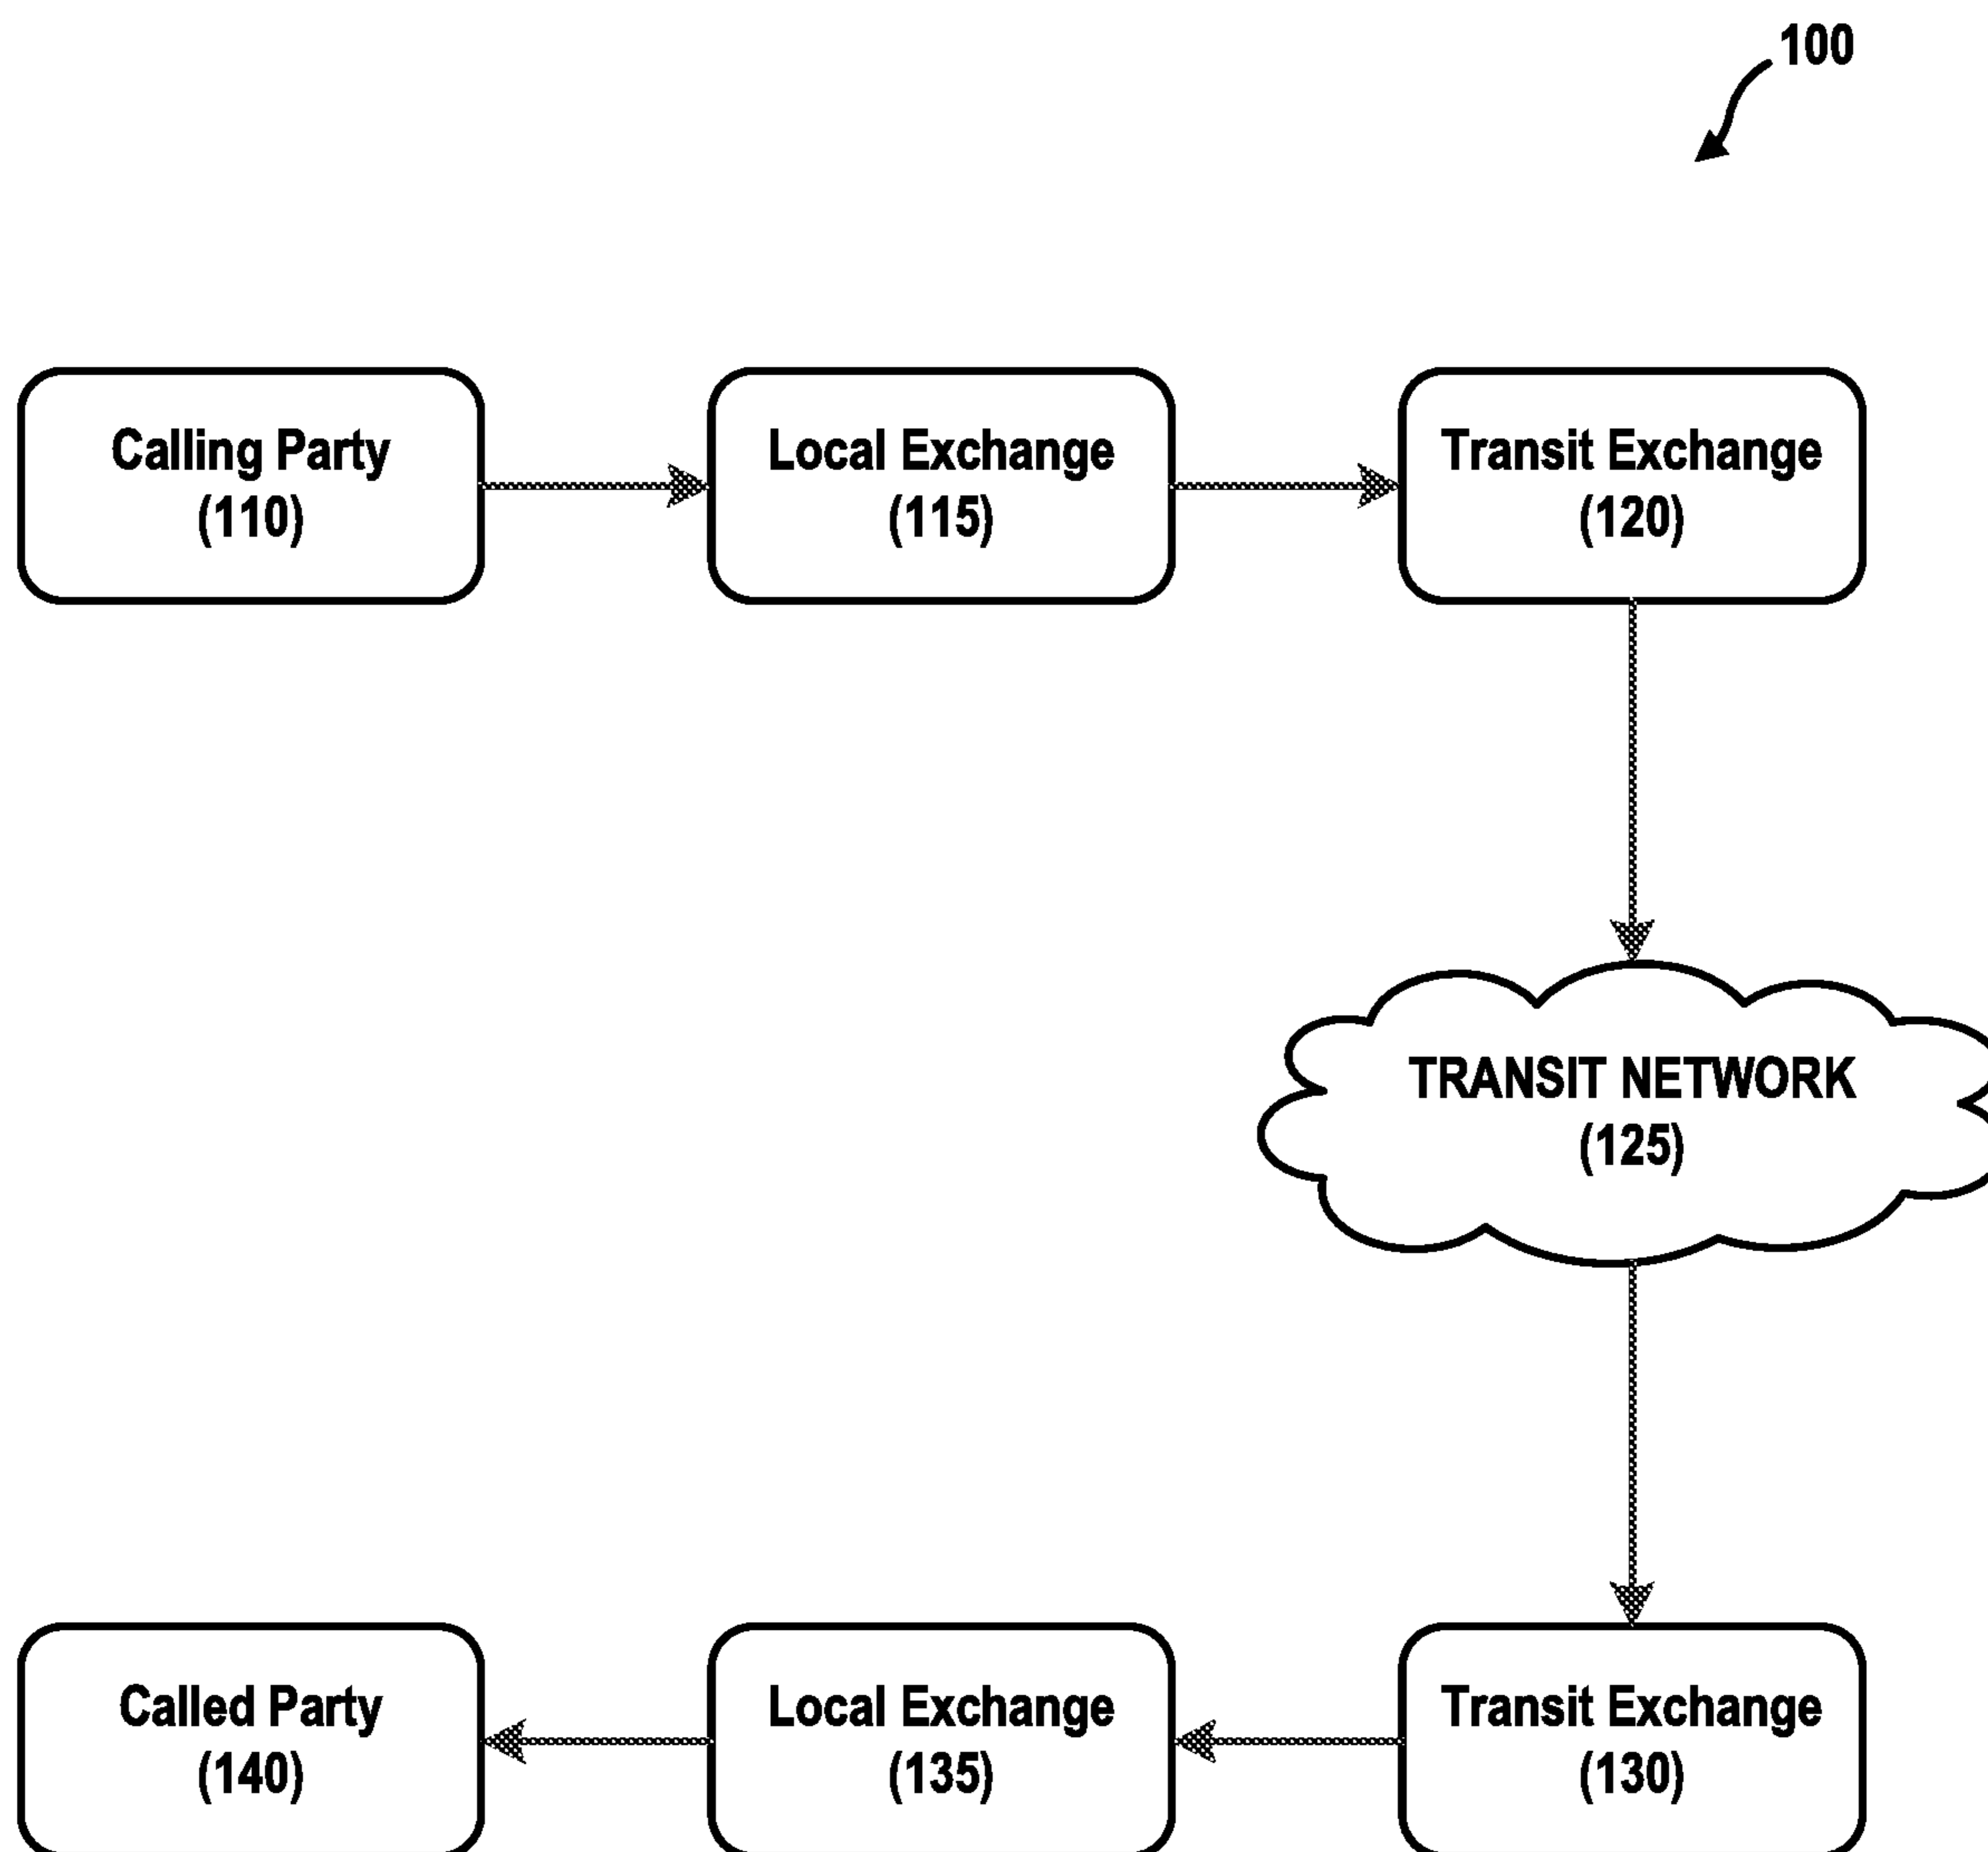 100
Calling Party
(110)
Local Exchange
(115)
Transit Exchange
(120)
TRANSIT NETWORK
(125)
Called Party
(140)
Local Exchange
(135)
Transit Exchange
(130)